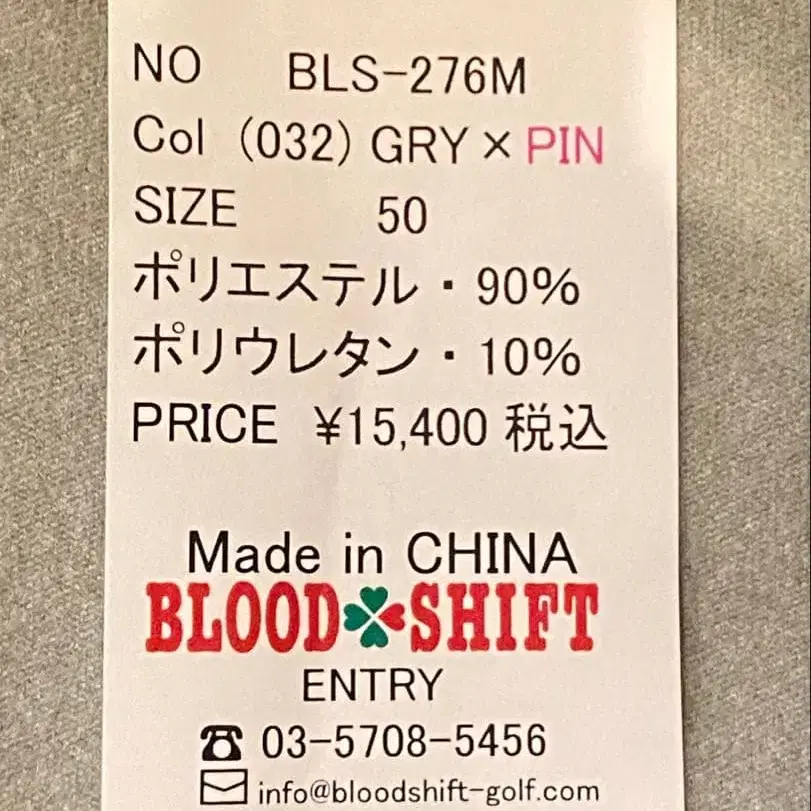 NO BLS-276M
Col (032) GRY×PIN
SIZE 50
ポリエステル・90%
ポリウレタン・10%
PRICE ¥15,400 税込
Made in CHINA
BLOOD SHIFT
ENTRY
☎ 03-5708-5456
✉ info@bloodshift-golf.com